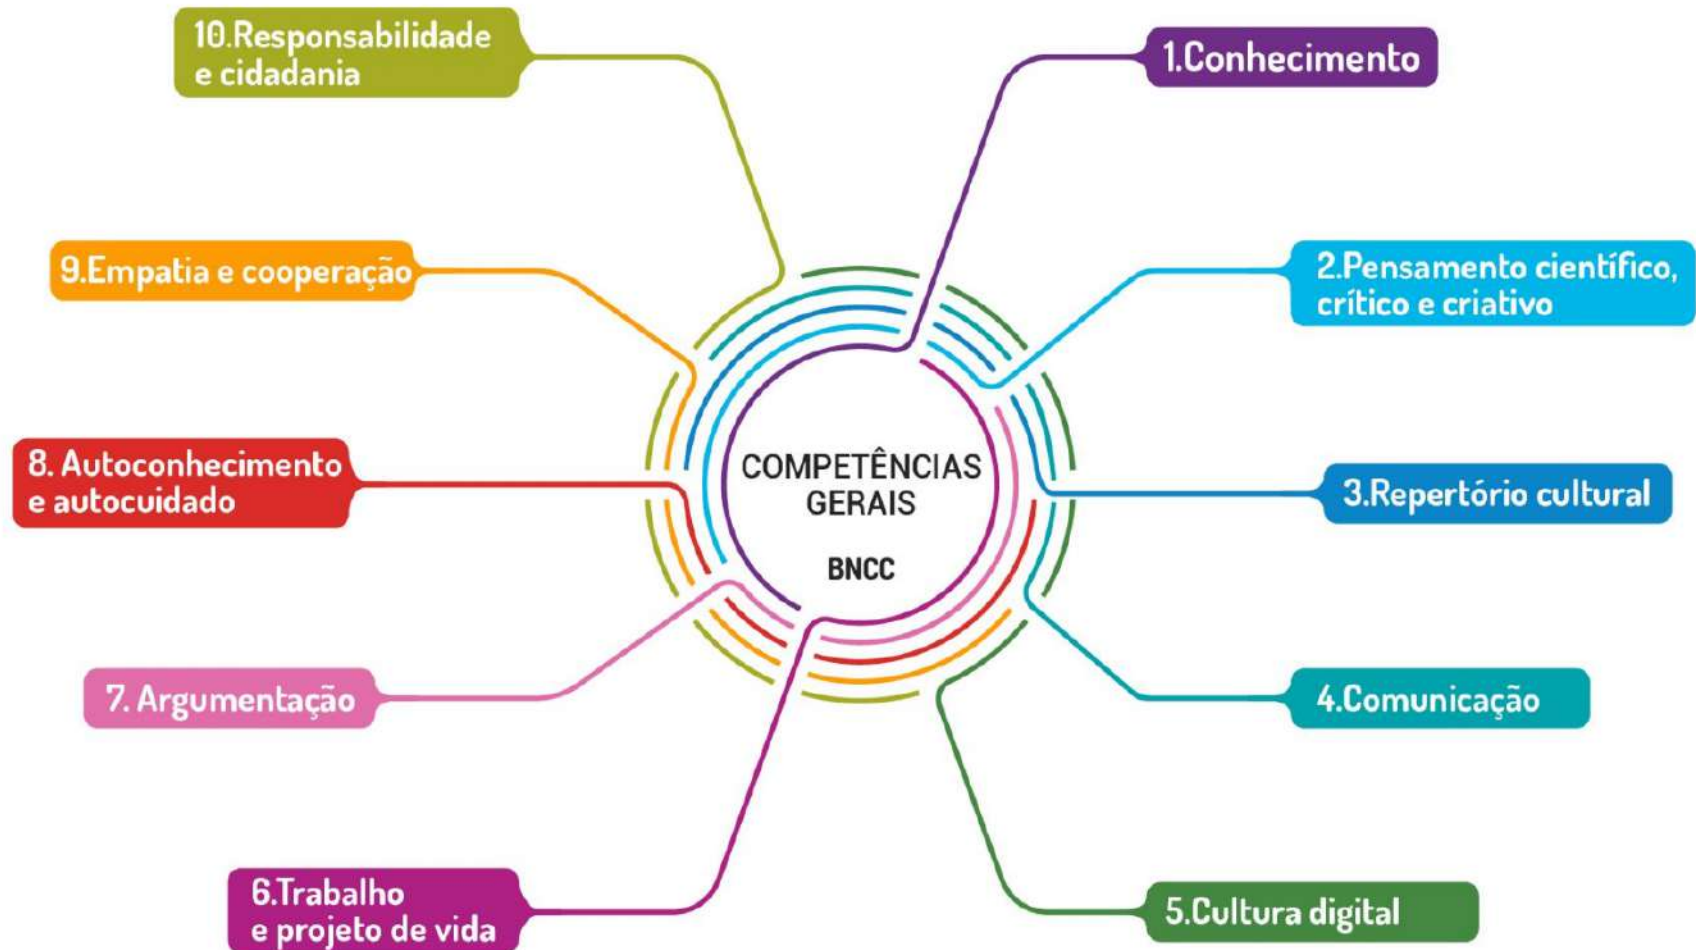 COMPETÊNCIAS
GERAIS
BNCC
1.Conhecimento
2.Pensamento científico,
crítico e criativo
3.Repertório cultural
4.Comunicação
5.Cultura digital
6.Trabalho
e projeto de vida
7. Argumentação
8. Autoconhecimento
e autocuidado
9.Empatia e cooperação
10.Responsabilidade
e cidadania